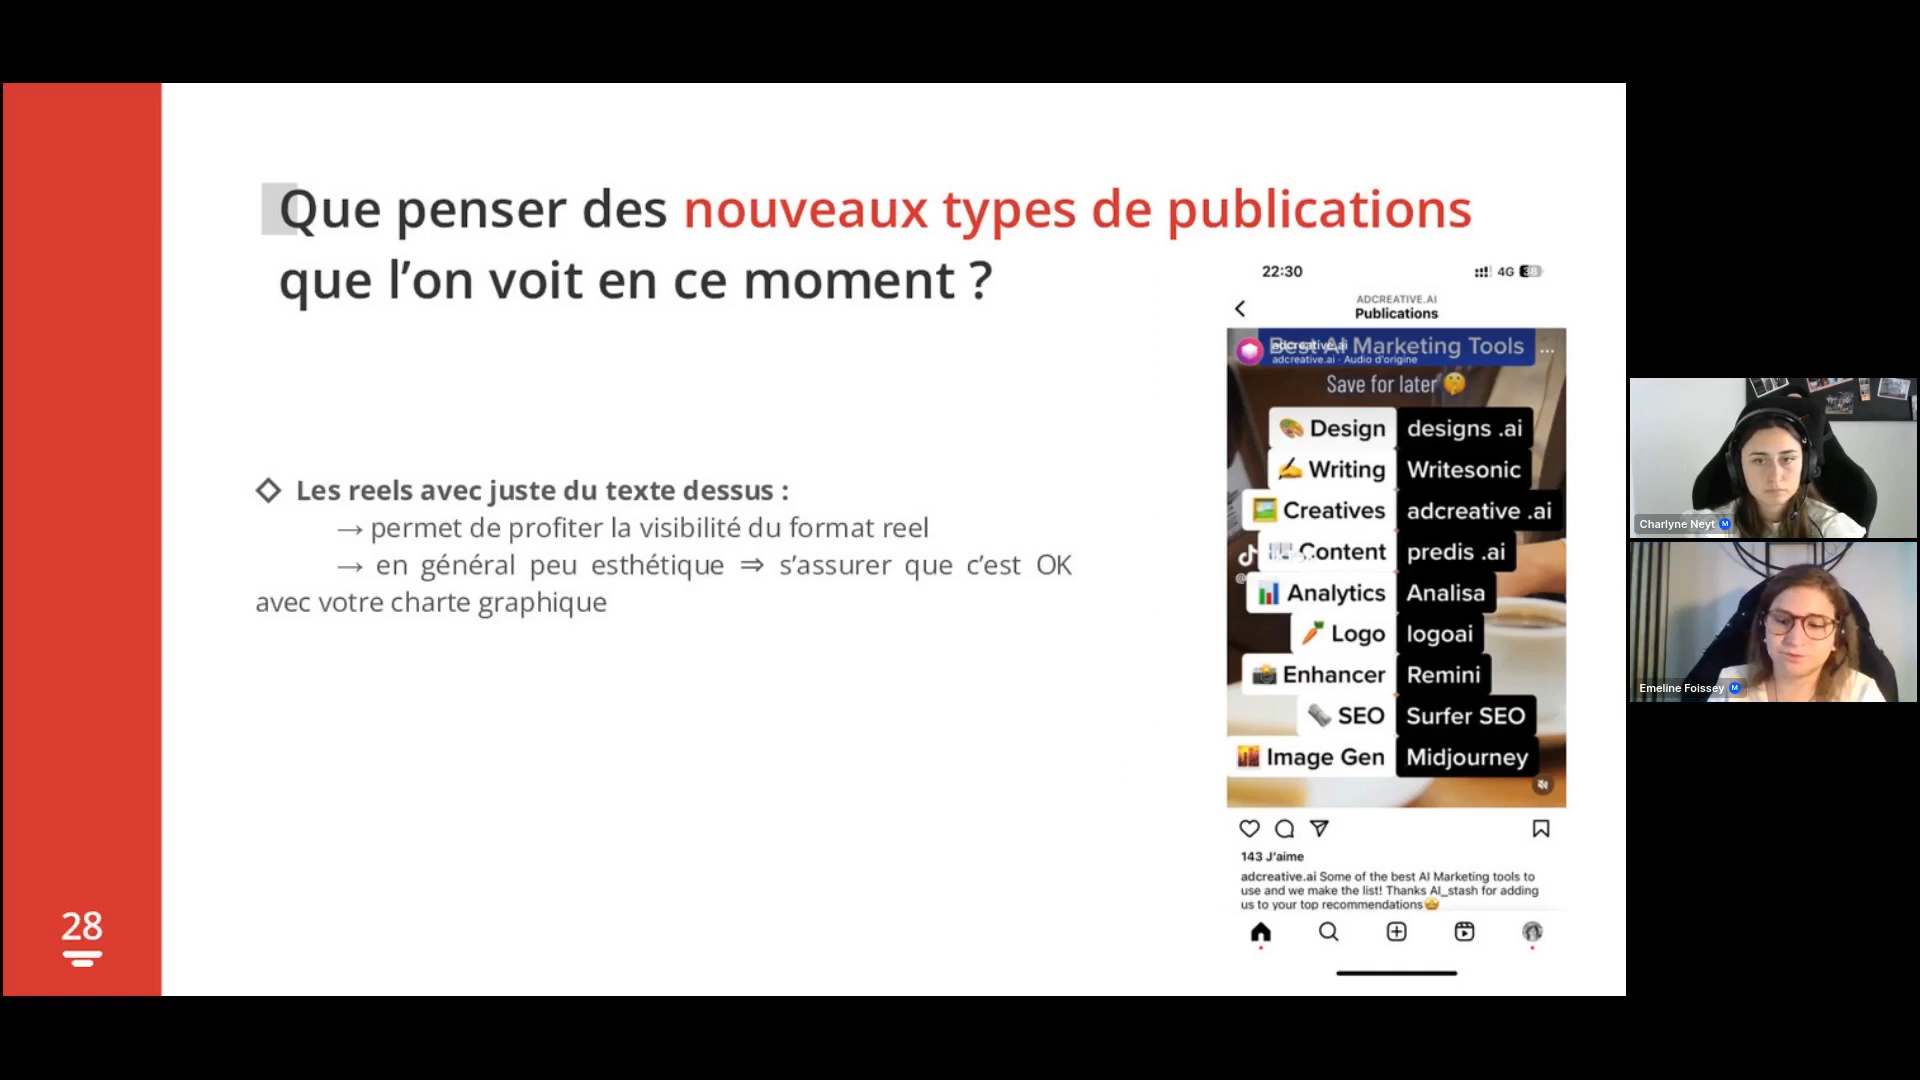 Que penser des nouveaux types de publications
que l’on voit en ce moment ?
◇ Les reels avec juste du texte dessus :
→ permet de profiter la visibilité du format reel
→ en général peu esthétique ⇒ s’assurer que c’est OK
avec votre charte graphique
28
22:30
4G
ADCREATIVE.AI
Publications
Best AI Marketing Tools
adcreative.ai
adcreative.ai · Audio d'origine
Save for later
Design designs .ai
Writing Writesonic
Creatives adcreative .ai
Content predis .ai
Analytics Analisa
Logo logoai
Enhancer Remini
SEO Surfer SEO
Image Gen Midjourney
143 J'aime
adcreative.ai Some of the best AI Marketing tools to
use and we make the list! Thanks AI_stash for adding
us to your top recommendations
Charlyne Neyt
Emeline Foissey